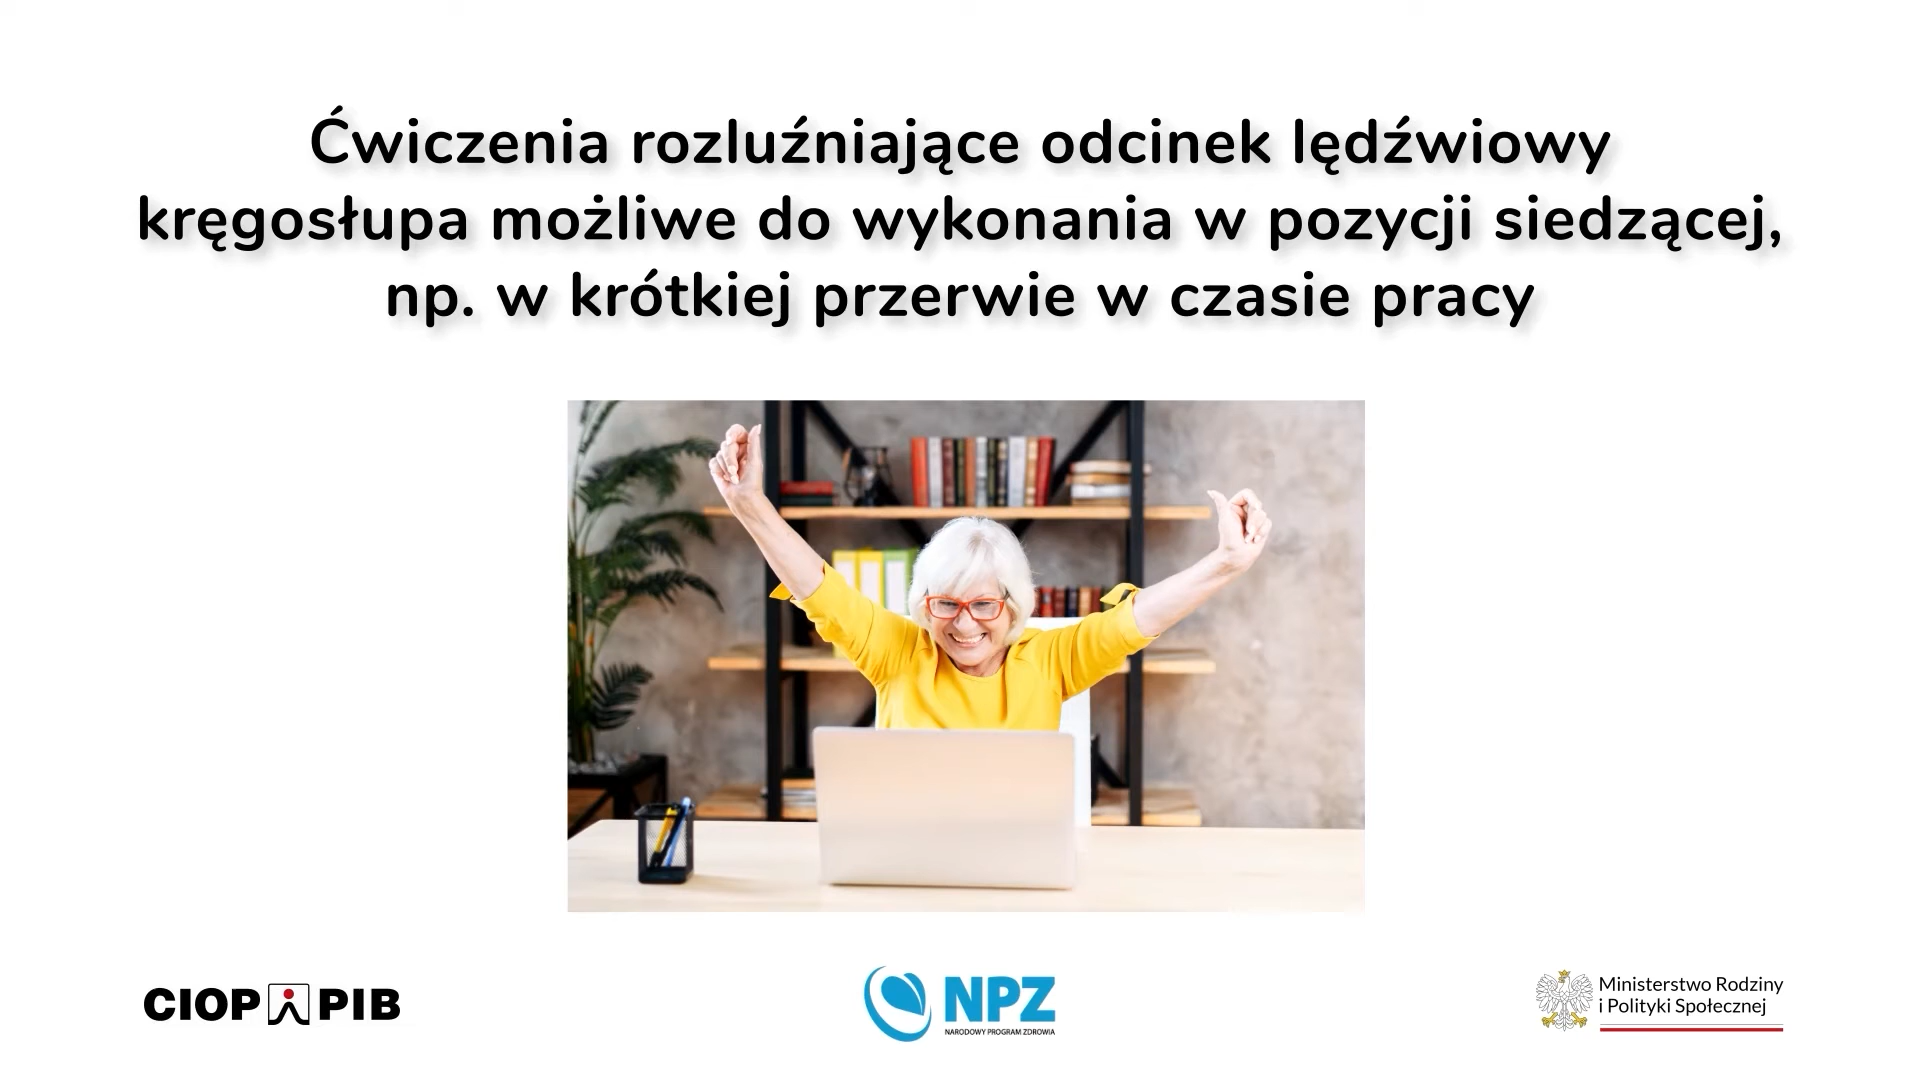 Ćwiczenia rozluźniające odcinek lędźwiowy
kręgosłupa możliwe do wykonania w pozycji siedzącej,
np. w krótkiej przerwie w czasie pracy
CIOP PIB
NPZ
NARODOWY PROGRAM ZDROWIA
Ministerstwo Rodziny
i Polityki Społecznej